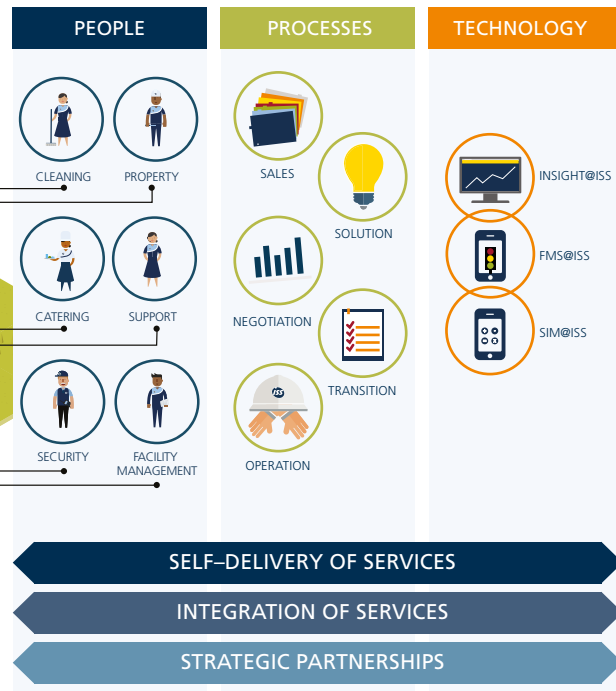 PEOPLE
CLEANING
PROPERTY
CATERING
SUPPORT
SECURITY
FACILITY
MANAGEMENT
PROCESSES
SALES
SOLUTION
NEGOTIATION
TRANSITION
ISS
OPERATION
TECHNOLOGY
INSIGHT@ISS
FMS@ISS
SIM@ISS
SELF–DELIVERY OF SERVICES
INTEGRATION OF SERVICES
STRATEGIC PARTNERSHIPS